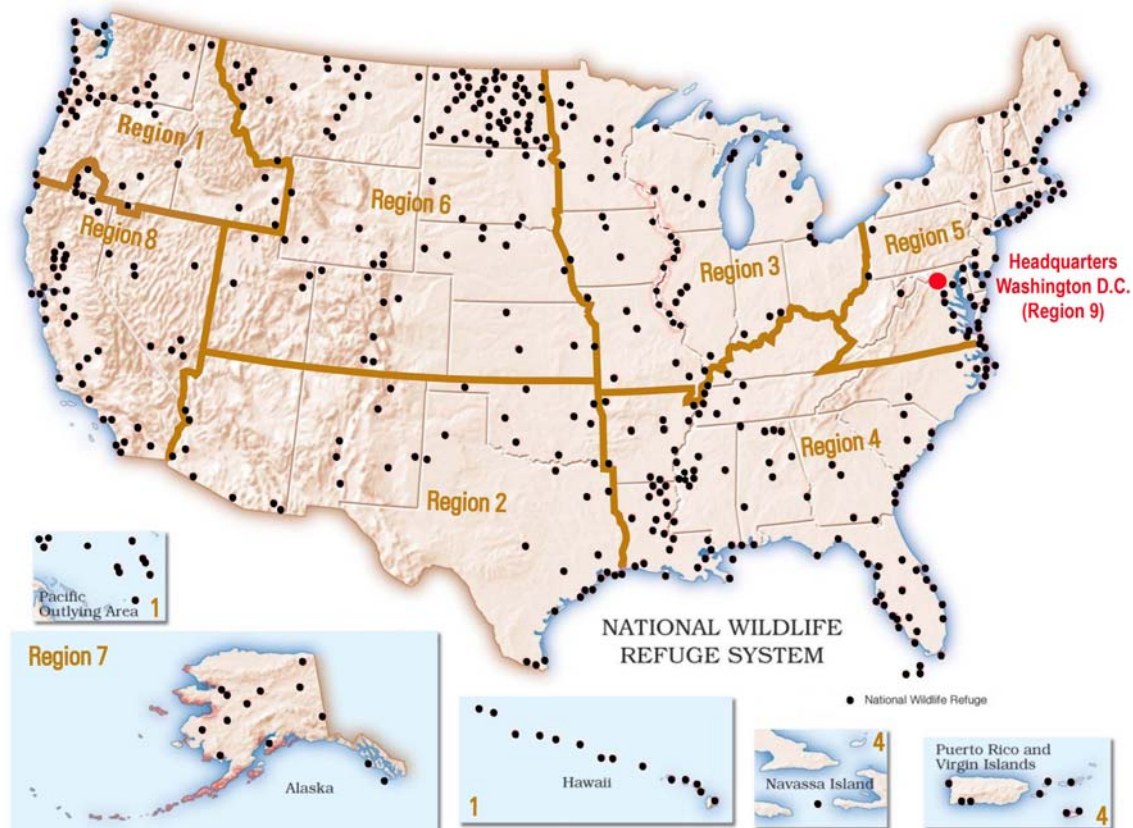 Region 1
Region 6
Region 8
Region 3
Region 5
Headquarters
Washington D.C.
(Region 9)
Region 4
Region 2
Pacific
Outlying Area
1
NATIONAL WILDLIFE
REFUGE SYSTEM
Region 7
National Wildlife Refuge
Alaska
Hawaii
1
4
Navassa Island
Puerto Rico and
Virgin Islands
4